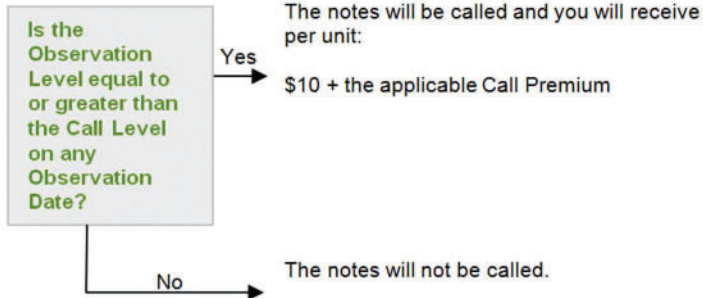 Is the
Observation
Level equal to
or greater than
the Call Level
on any
Observation
Date?
Yes
The notes will be called and you will receive
per unit:
$10 + the applicable Call Premium
No
The notes will not be called.